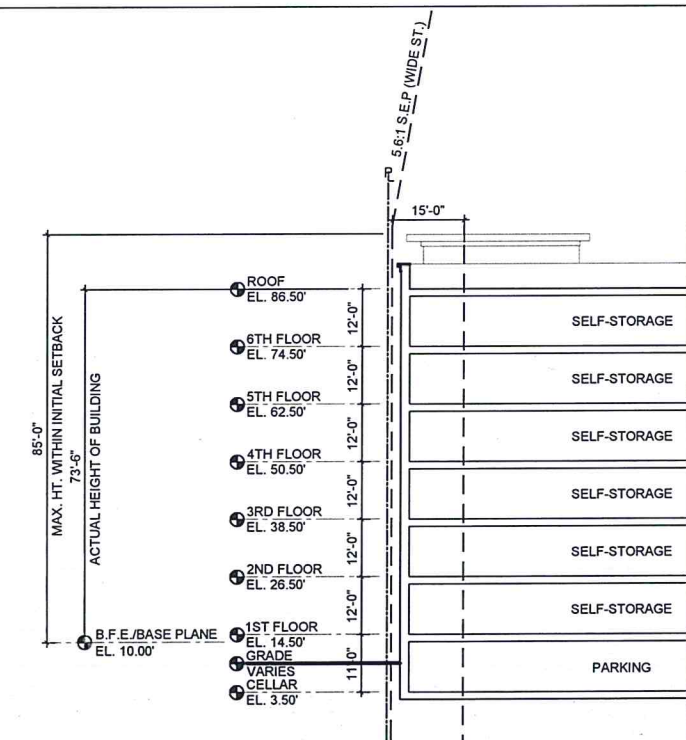 5.6:1 S.E.P (WIDE ST.)
PL
15'-0"
85'-0"
MAX. HT. WITHIN INITIAL SETBACK
73'-6"
ACTUAL HEIGHT OF BUILDING
ROOF
EL. 86.50'
12'-0"
SELF-STORAGE
6TH FLOOR
EL. 74.50'
12'-0"
SELF-STORAGE
5TH FLOOR
EL. 62.50'
12'-0"
SELF-STORAGE
4TH FLOOR
EL. 50.50'
12'-0"
SELF-STORAGE
3RD FLOOR
EL. 38.50'
12'-0"
SELF-STORAGE
2ND FLOOR
EL. 26.50'
12'-0"
SELF-STORAGE
B.F.E./BASE PLANE
EL. 10.00'
1ST FLOOR
EL. 14.50'
GRADE
VARIES
11'-0"
PARKING
CELLAR
EL. 3.50'